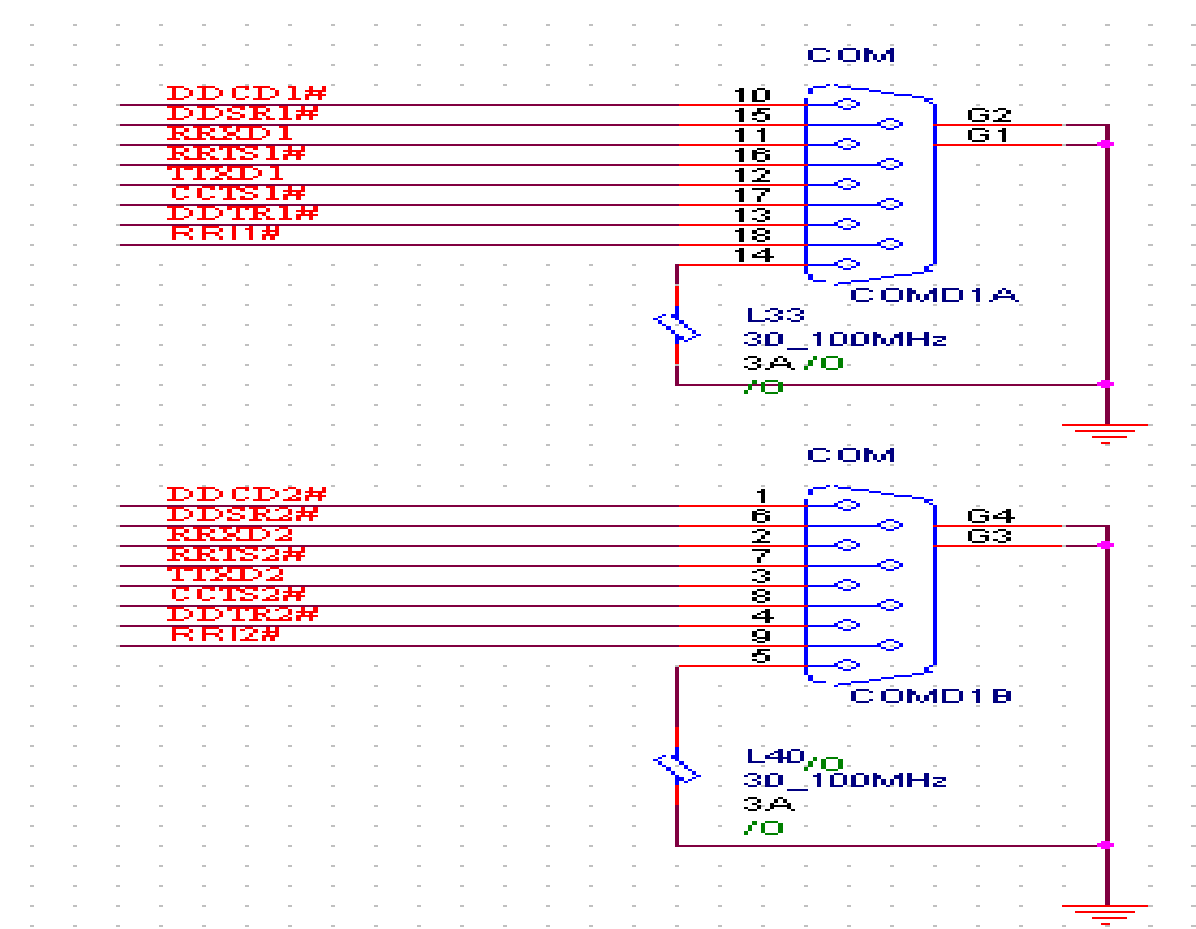 COM
DDCD1# 10
DDSR1# 15 G2
RRXD1 11 G1
RRTS1# 16
TTXD1 12
CCTS1# 17
DDTR1# 13
RRI1# 18
14
COMD1A
L33
30_100MHz
3A /O
/O
COM
DDCD2# 1
DDSR2# 6 G4
RRXD2 2 G3
RRTS2# 7
TTXD2 3
CCTS2# 8
DDTR2# 4
RRI2# 9
5
COMD1B
L40 /O
30_100MHz
3A
/O